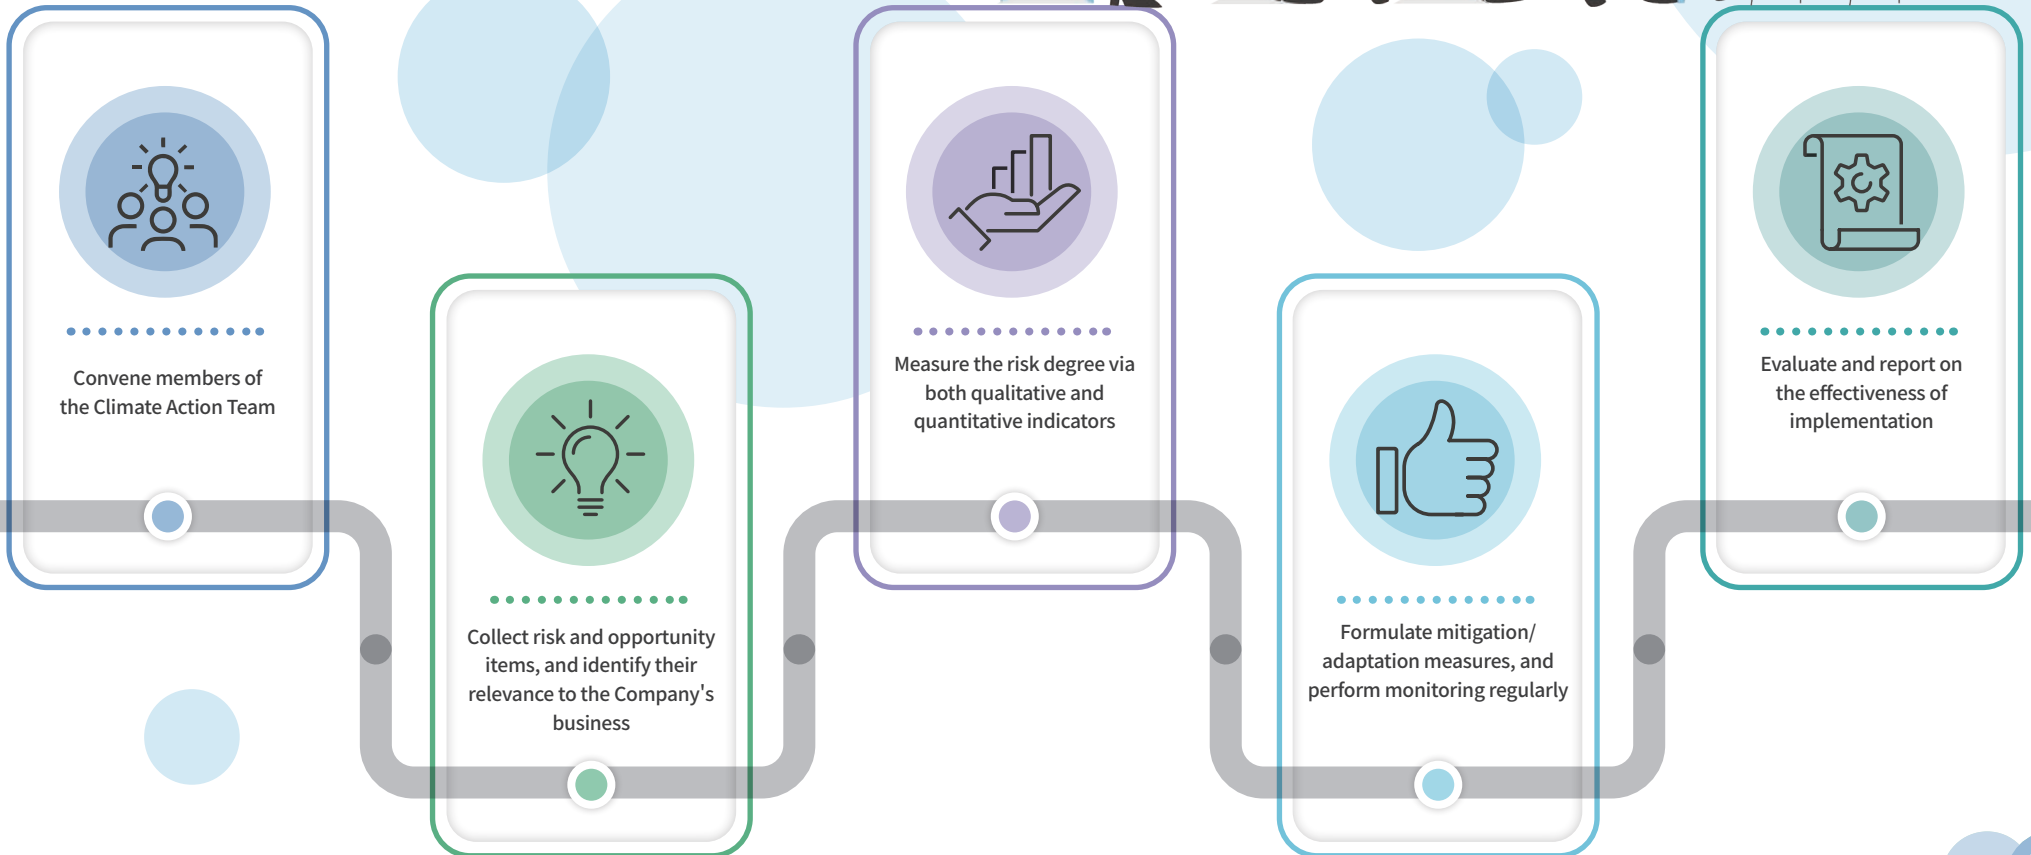 Convene members of
the Climate Action Team
Collect risk and opportunity
items, and identify their
relevance to the Company's
business
Measure the risk degree via
both qualitative and
quantitative indicators
Formulate mitigation/
adaptation measures, and
perform monitoring regularly
Evaluate and report on
the effectiveness of
implementation